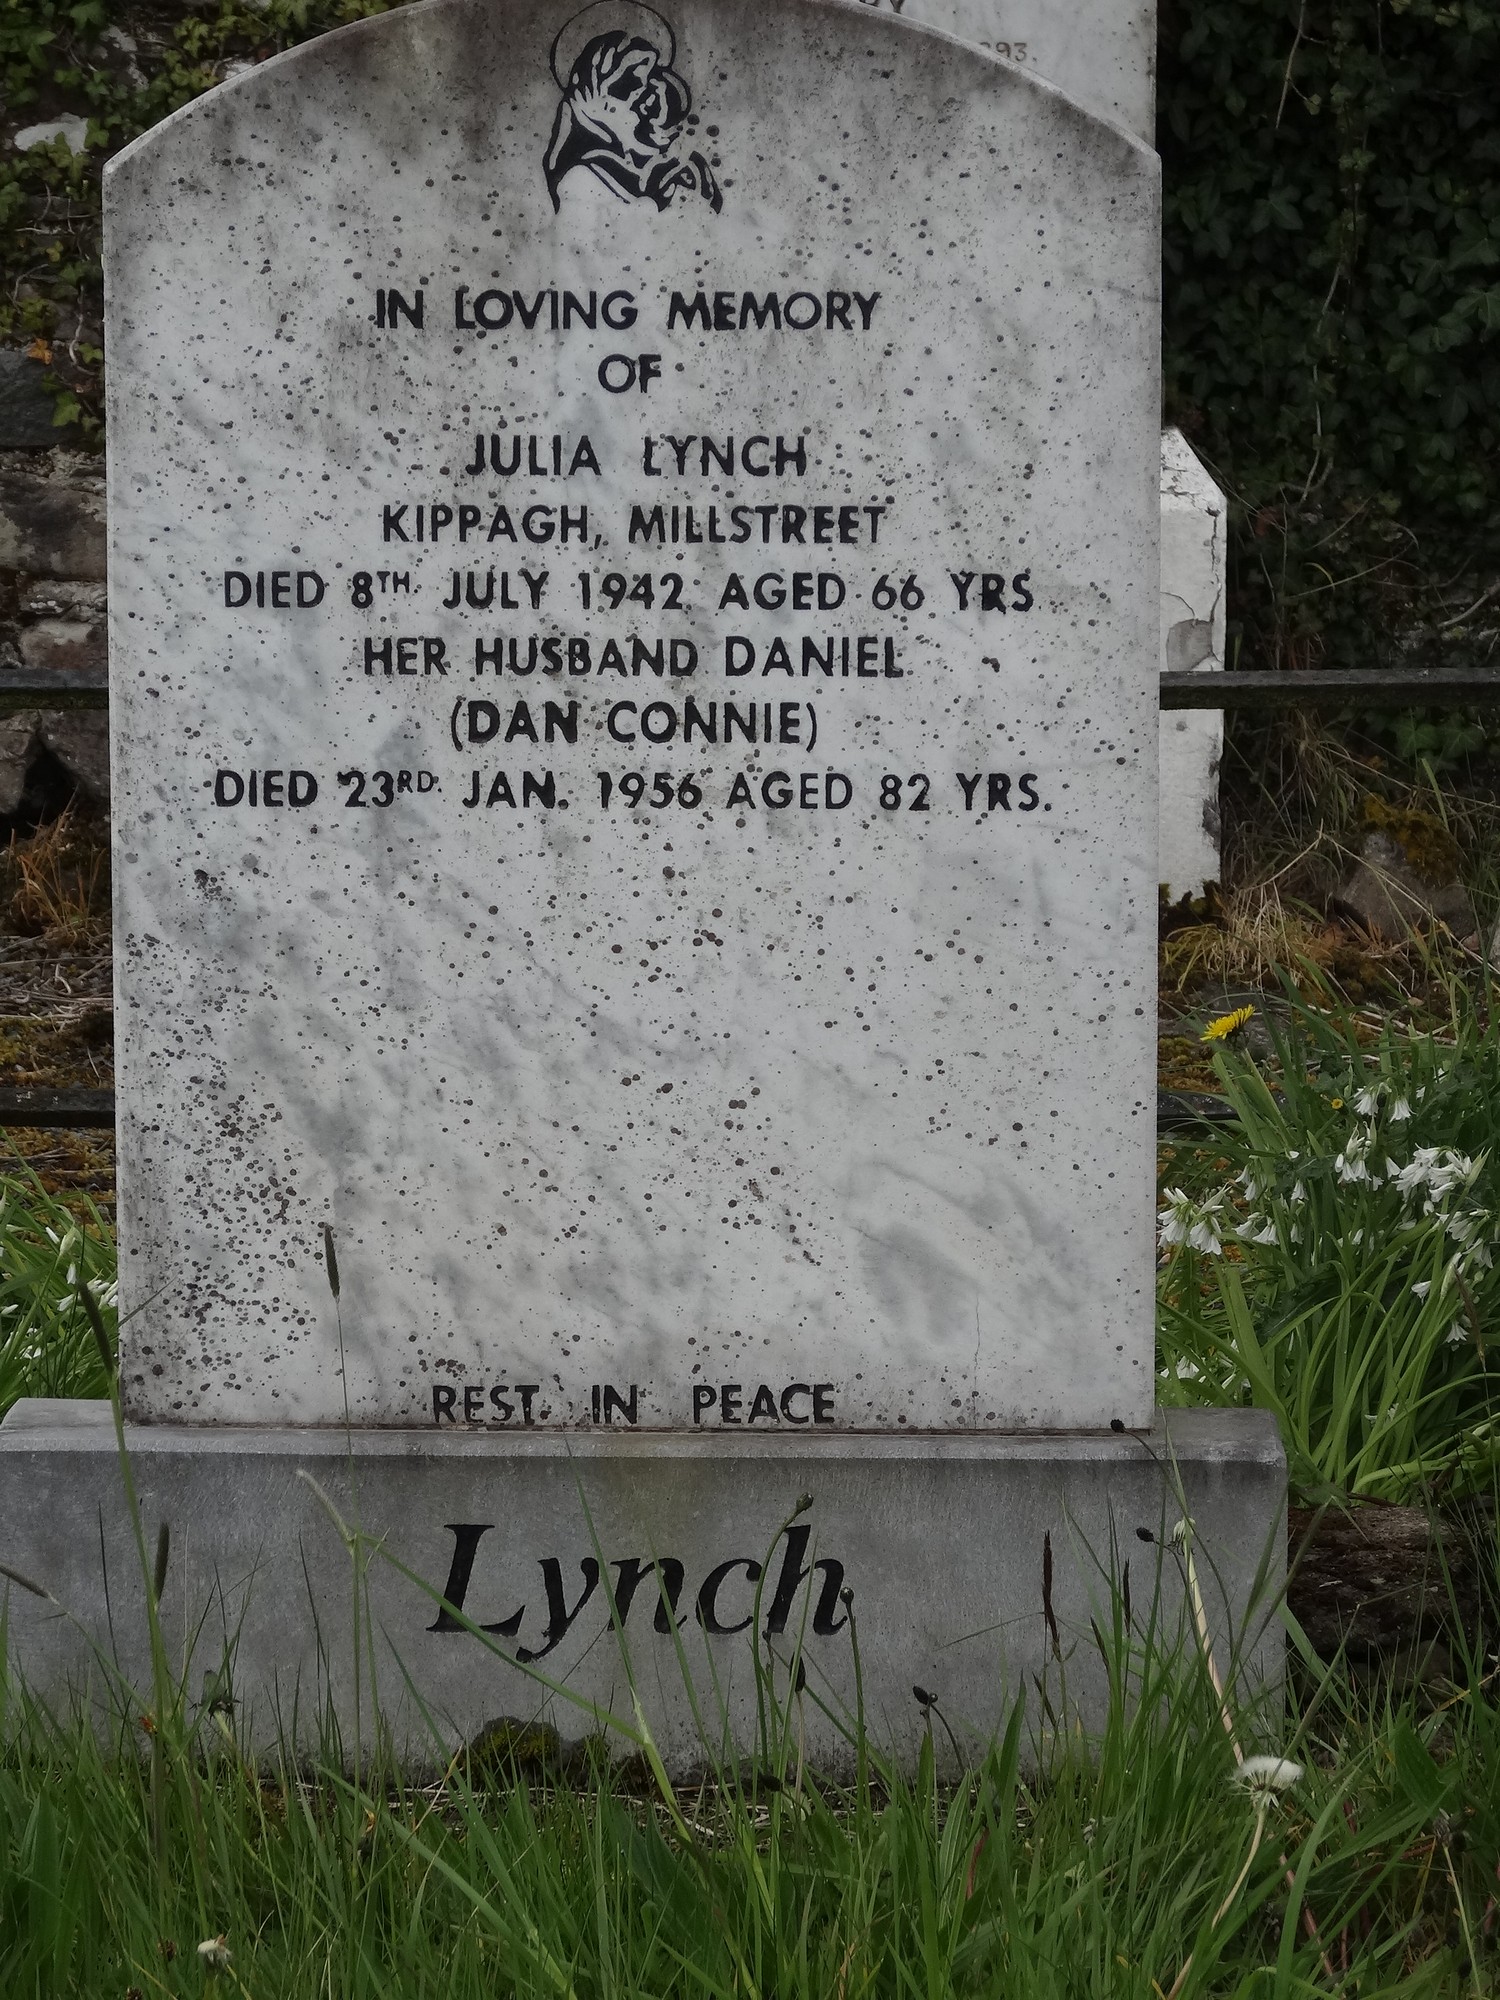 93.
IN LOVING MEMORY
OF
JULIA LYNCH
KIPPAGH, MILLSTREET
DIED 8TH. JULY 1942 AGED 66 YRS
HER HUSBAND DANIEL
(DAN CONNIE)
DIED 23RD. JAN. 1956 AGED 82 YRS.
REST IN PEACE
Lynch